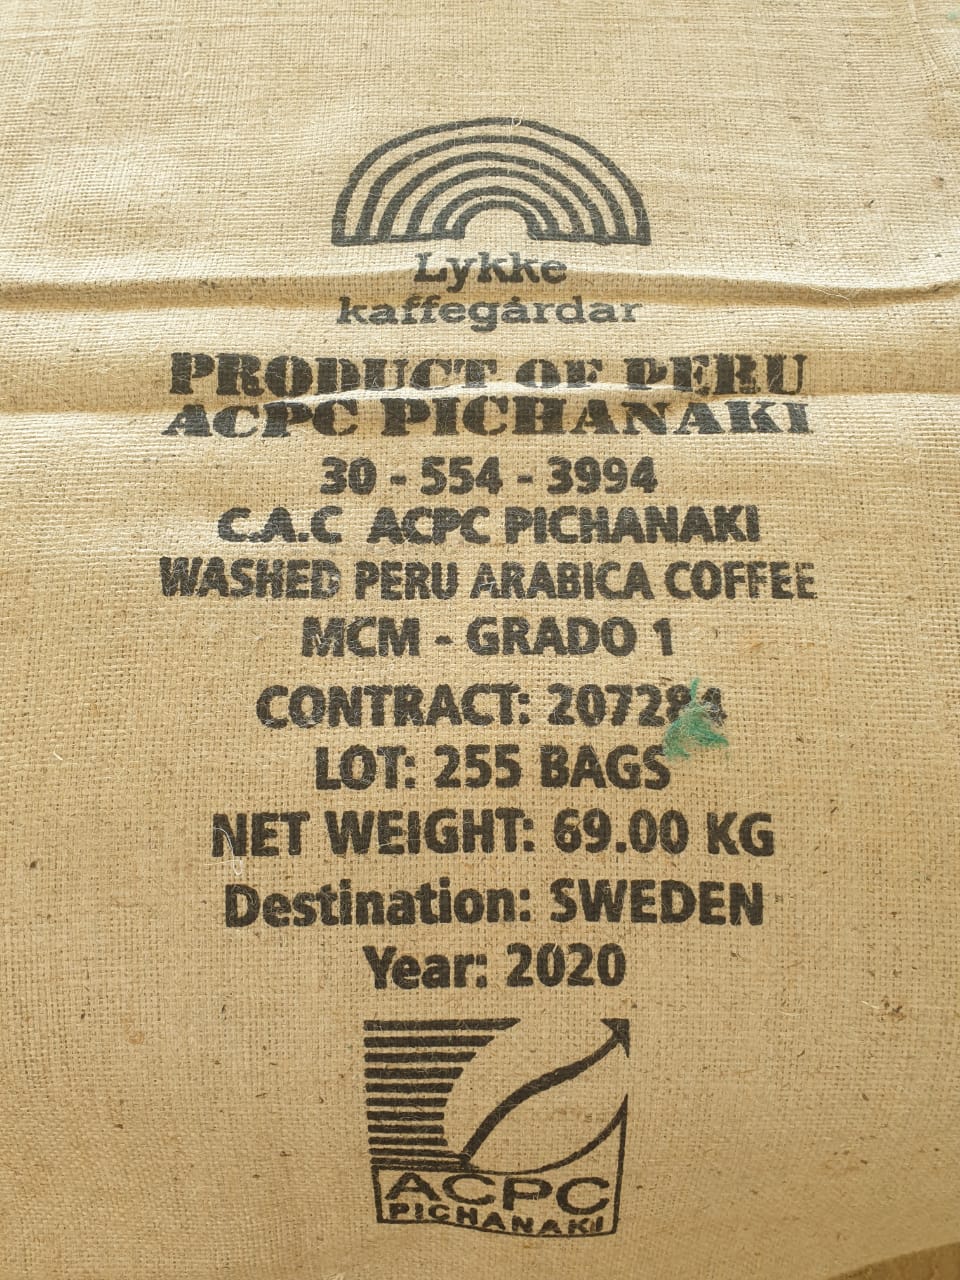 Lykke
kaffegårdar
PRODUCT OF PERU
ACPC PICHANAKI
30 - 554 - 3994
C.A.C ACPC PICHANAKI
WASHED PERU ARABICA COFFEE
MCM - GRADO 1
CONTRACT: 207284
LOT: 255 BAGS
NET WEIGHT: 69.00 KG
Destination: SWEDEN
Year: 2020
ACPC
PICHANAKI